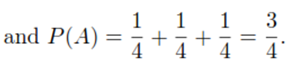 and P(A) = 1/4 + 1/4 + 1/4 = 3/4.